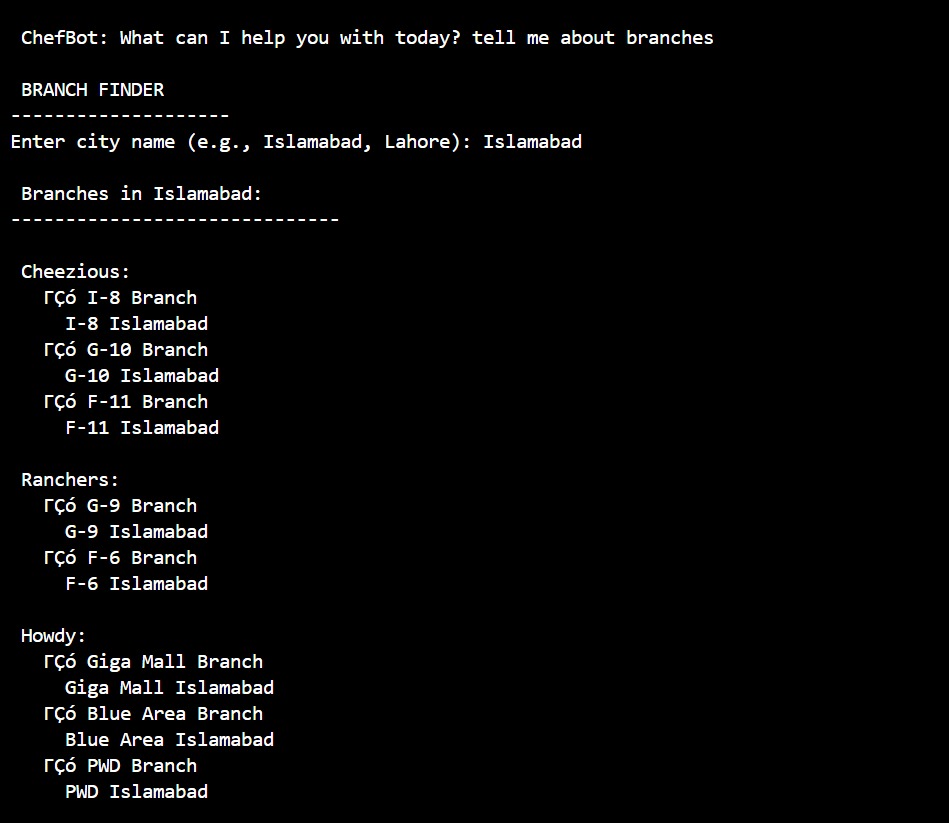 ChefBot: What can I help you with today? tell me about branches
BRANCH FINDER
--------------------
Enter city name (e.g., Islamabad, Lahore): Islamabad
Branches in Islamabad:
------------------------------
Cheezious:
ΓÇó I-8 Branch
I-8 Islamabad
ΓÇó G-10 Branch
G-10 Islamabad
ΓÇó F-11 Branch
F-11 Islamabad
Ranchers:
ΓÇó G-9 Branch
G-9 Islamabad
ΓÇó F-6 Branch
F-6 Islamabad
Howdy:
ΓÇó Giga Mall Branch
Giga Mall Islamabad
ΓÇó Blue Area Branch
Blue Area Islamabad
ΓÇó PWD Branch
PWD Islamabad